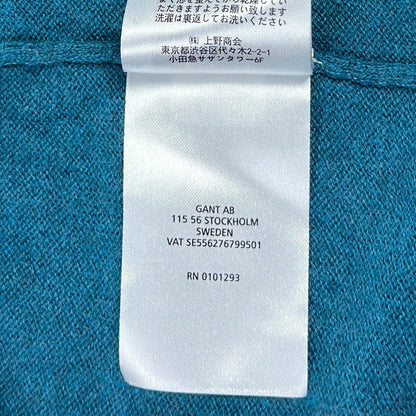 ただきますようお願い致します
洗濯は裏返してお洗いください
㈱ 上野商会
東京都渋谷区代々木2-2-1
小田急サザンタワー6F
GANT AB
115 56 STOCKHOLM
SWEDEN
VAT SE556276799501
RN 0101293